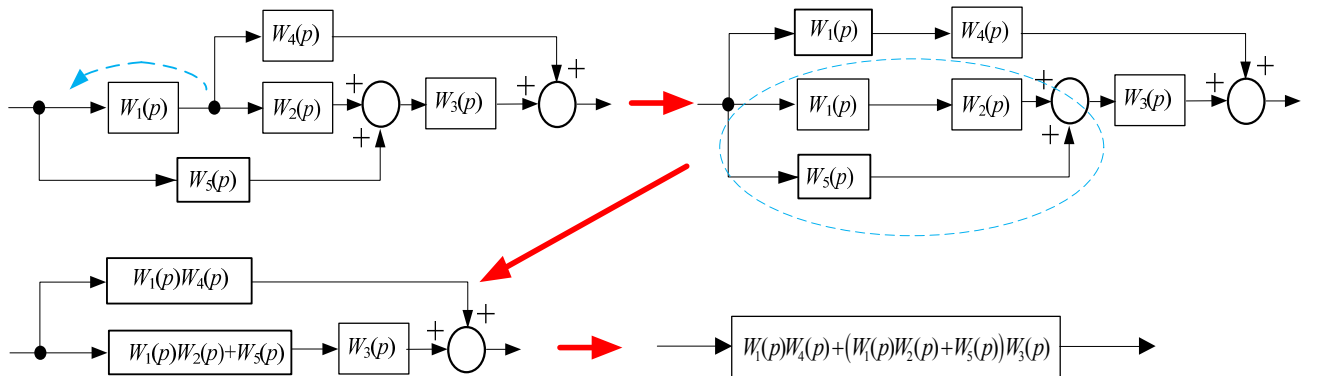 W₄(p)
+
W₁(p)
W₂(p)
+
W₃(p)
+
+
W₅(p)
W₁(p)
W₄(p)
+
W₁(p)
W₂(p)
+
W₃(p)
+
+
W₅(p)
W₁(p)W₄(p)
+
W₁(p)W₂(p)+W₅(p)
W₃(p)
+
W₁(p)W₄(p)+(W₁(p)W₂(p)+W₅(p))W₃(p)